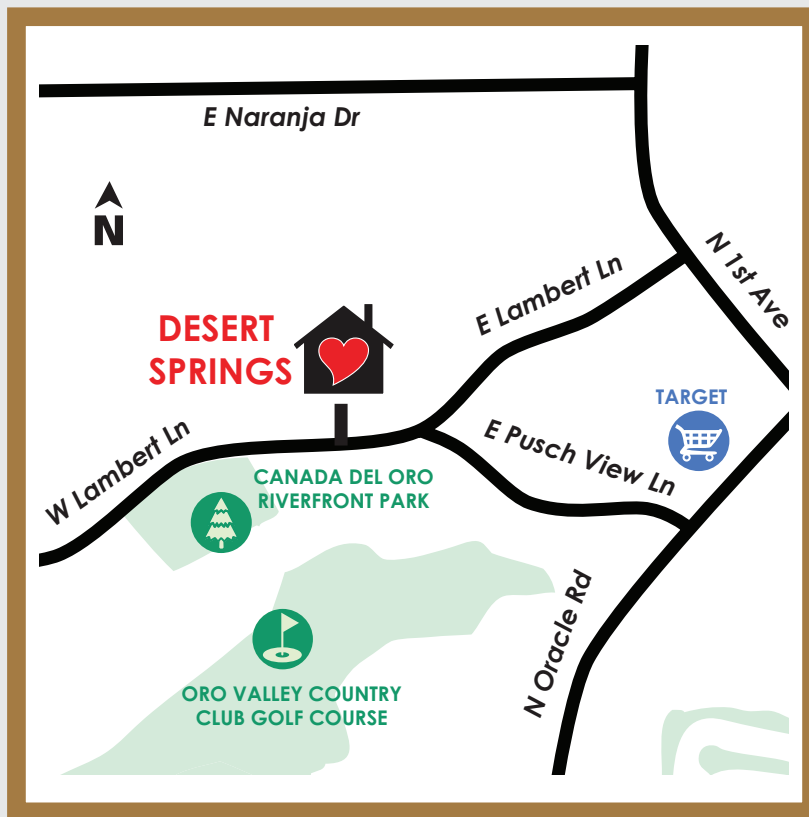 E Naranja Dr
N
N 1st Ave
E Lambert Ln
DESERT
SPRINGS
TARGET
E Pusch View Ln
W Lambert Ln
CANADA DEL ORO
RIVERFRONT PARK
N Oracle Rd
ORO VALLEY COUNTRY
CLUB GOLF COURSE